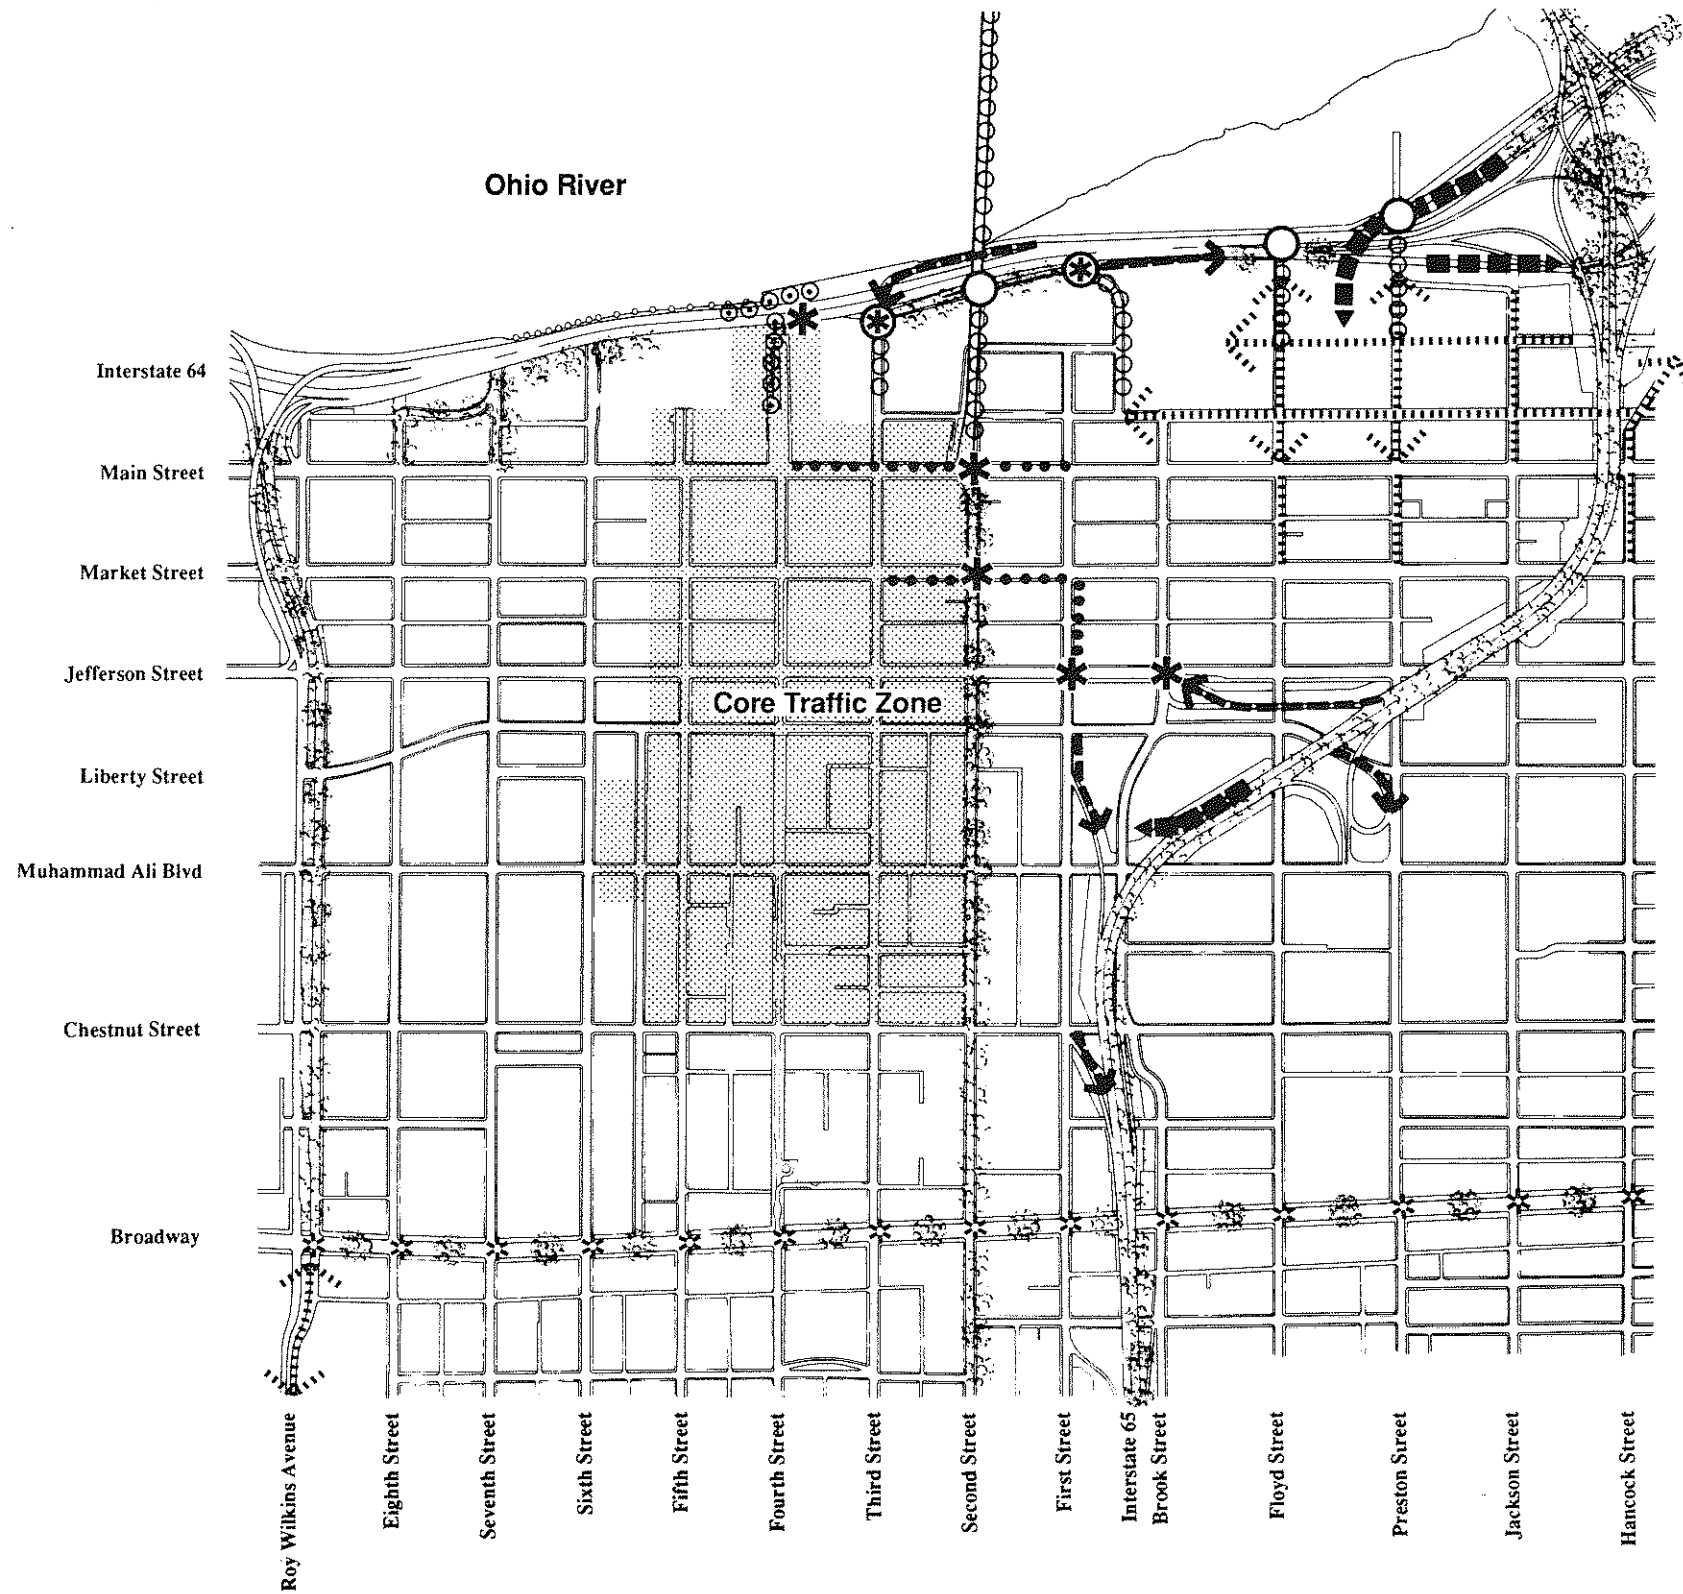 Ohio River
Interstate 64
Main Street
Market Street
Jefferson Street
Core Traffic Zone
Liberty Street
Muhammad Ali Blvd
Chestnut Street
Broadway
Roy Wilkins Avenue
Eighth Street
Seventh Street
Sixth Street
Fifth Street
Fourth Street
Third Street
Second Street
First Street
Interstate 65
Brook Street
Floyd Street
Preston Street
Jackson Street
Hancock Street